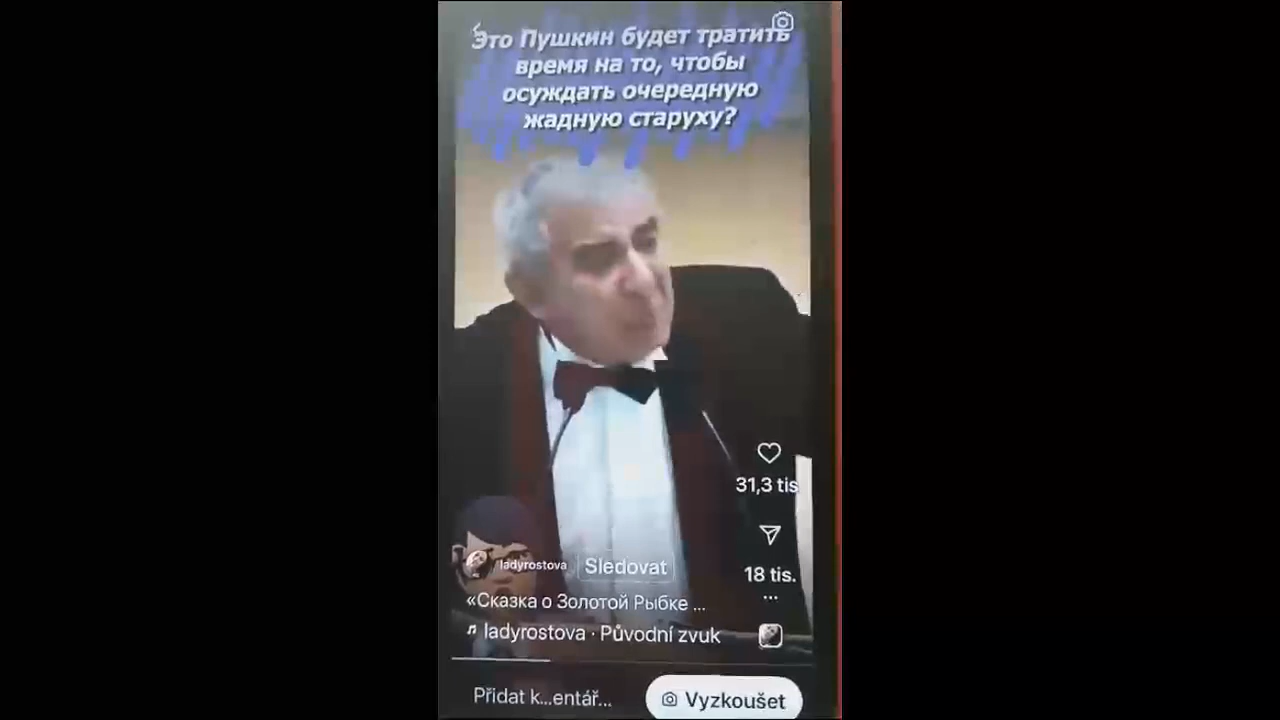 Это Пушкин будет тратить
время на то, чтобы
осуждать очередную
жадную старуху?
31,3 tis
18 tis.
ladyrostova
Sledovat
«Сказка о Золотой Рыбке ...
ladyrostova · Původní zvuk
Přidat k...entář...
Vyzkoušet